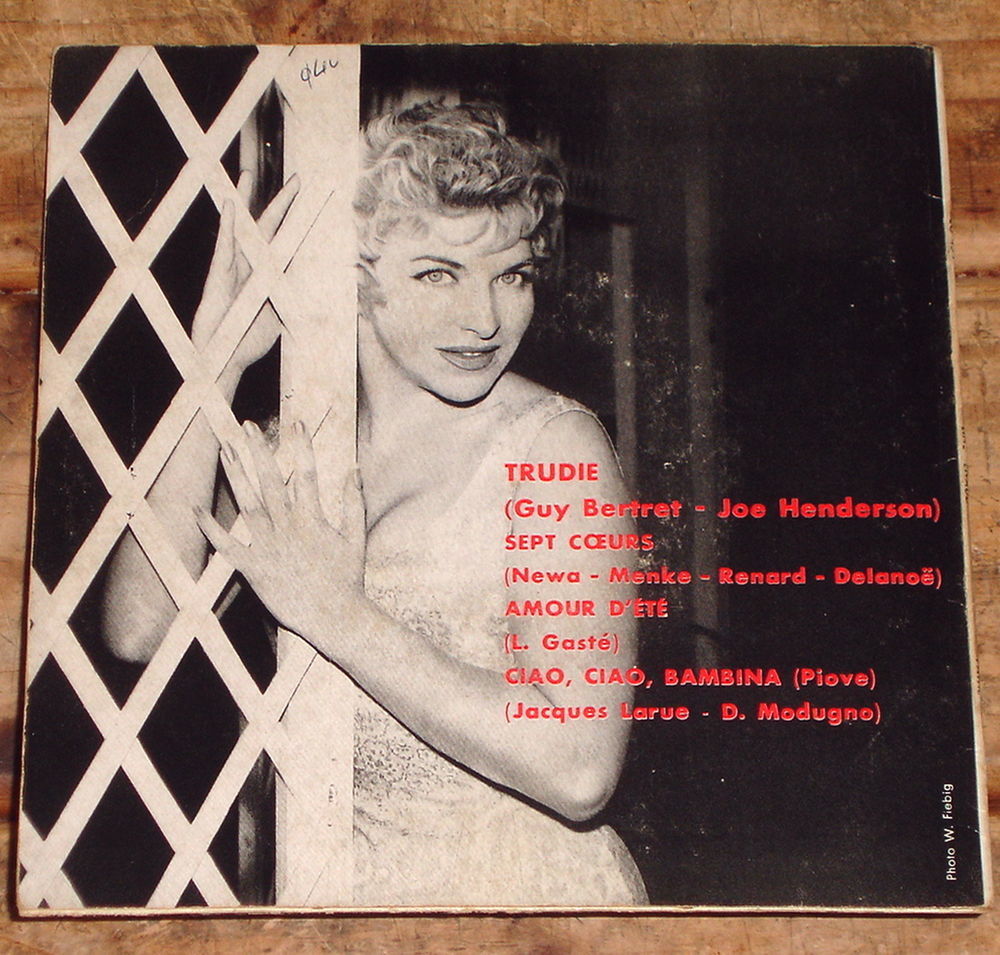 TRUDIE
(Guy Bertret - Joe Henderson)
SEPT CŒURS
(Newa - Menke - Renard - Delanoë)
AMOUR D'ÉTÉ
(L. Gasté)
CIAO, CIAO, BAMBINA (Piove)
(Jacques Larue - D. Modugno)
Photo W. Fiebig